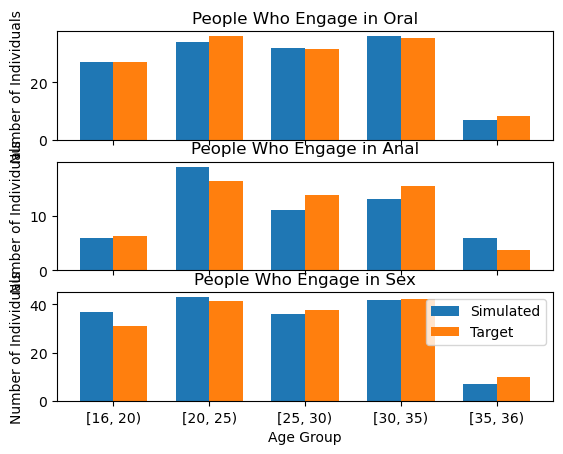 People Who Engage in Oral
Number of Individuals
20
0
People Who Engage in Anal
Number of Individuals
10
0
People Who Engage in Sex
Number of Individuals
40
20
0
Simulated
Target
[16, 20)
[20, 25)
[25, 30)
[30, 35)
[35, 36)
Age Group